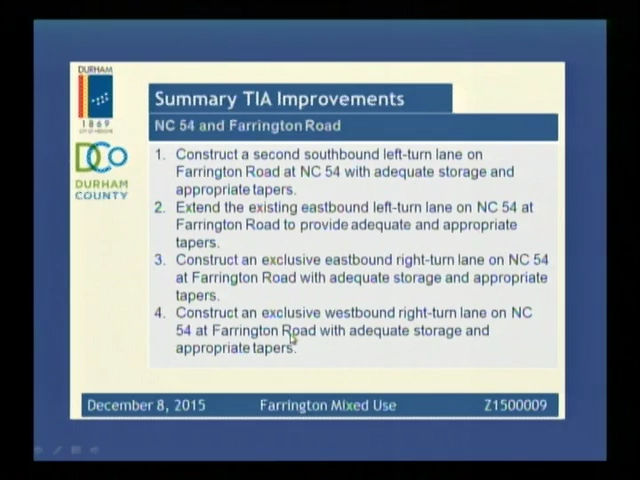 DURHAM
1869
CITY OF MEDICINE
DCo
DURHAM
COUNTY
Summary TIA Improvements
NC 54 and Farrington Road
1. Construct a second southbound left-turn lane on
Farrington Road at NC 54 with adequate storage and
appropriate tapers.
2. Extend the existing eastbound left-turn lane on NC 54 at
Farrington Road to provide adequate and appropriate
tapers.
3. Construct an exclusive eastbound right-turn lane on NC 54
at Farrington Road with adequate storage and appropriate
tapers.
4. Construct an exclusive westbound right-turn lane on NC
54 at Farrington Road with adequate storage and
appropriate tapers.
December 8, 2015 Farrington Mixed Use Z1500009